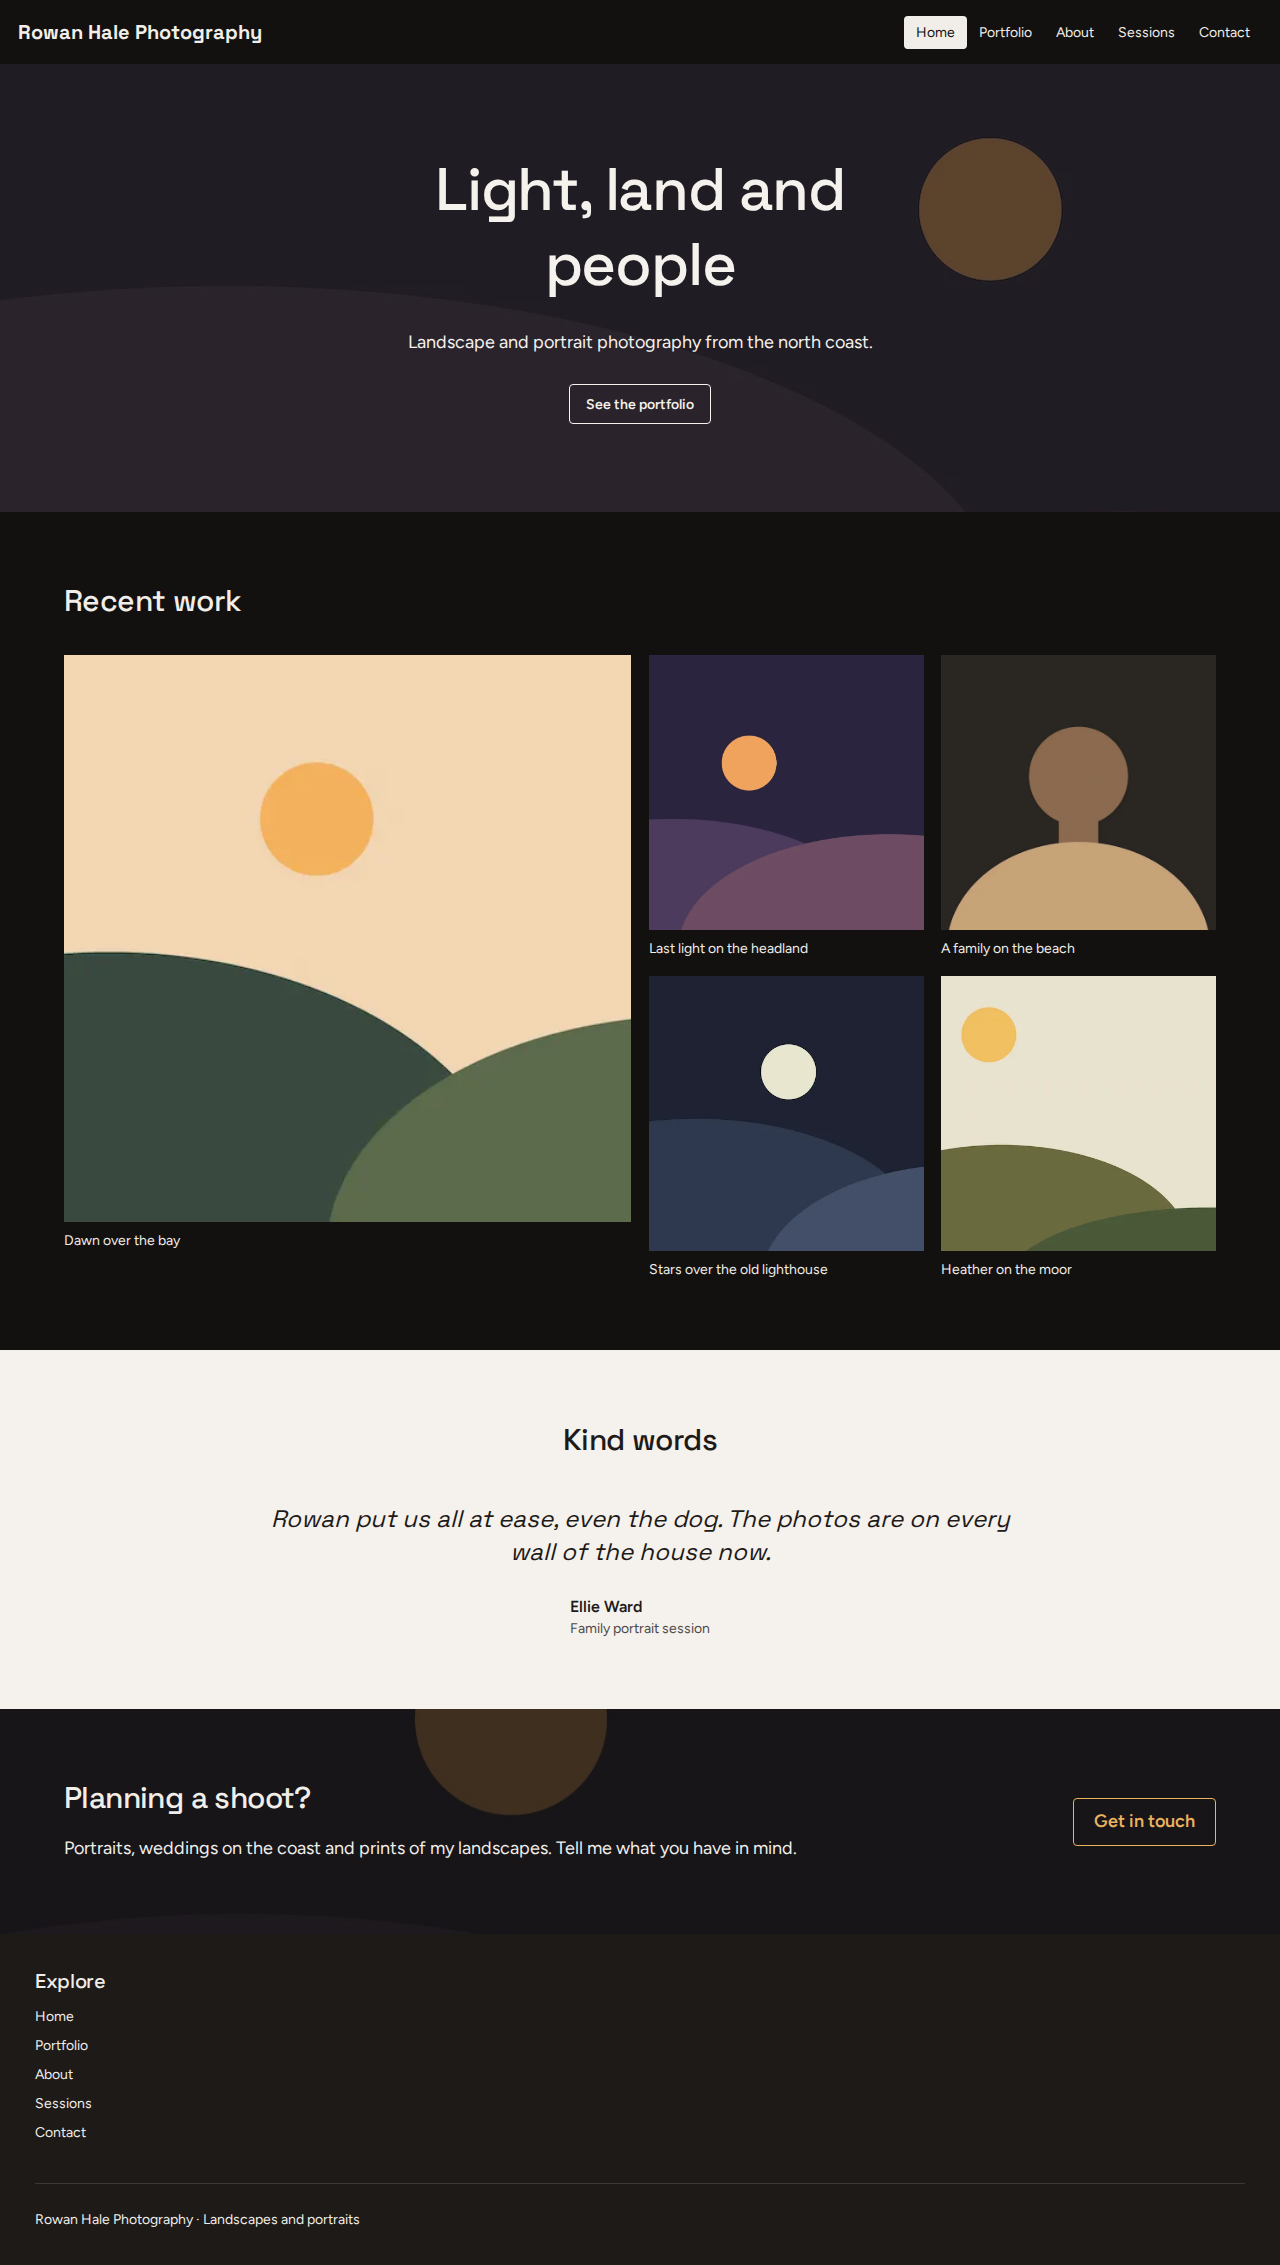 Rowan Hale Photography
Home
Portfolio
About
Sessions
Contact
Light, land and
people
Landscape and portrait photography from the north coast.
See the portfolio
Recent work
Last light on the headland
A family on the beach
Dawn over the bay
Stars over the old lighthouse
Heather on the moor
Kind words
Rowan put us all at ease, even the dog. The photos are on every
wall of the house now.
Ellie Ward
Family portrait session
Planning a shoot?
Portraits, weddings on the coast and prints of my landscapes. Tell me what you have in mind.
Get in touch
Explore
Home
Portfolio
About
Sessions
Contact
Rowan Hale Photography · Landscapes and portraits